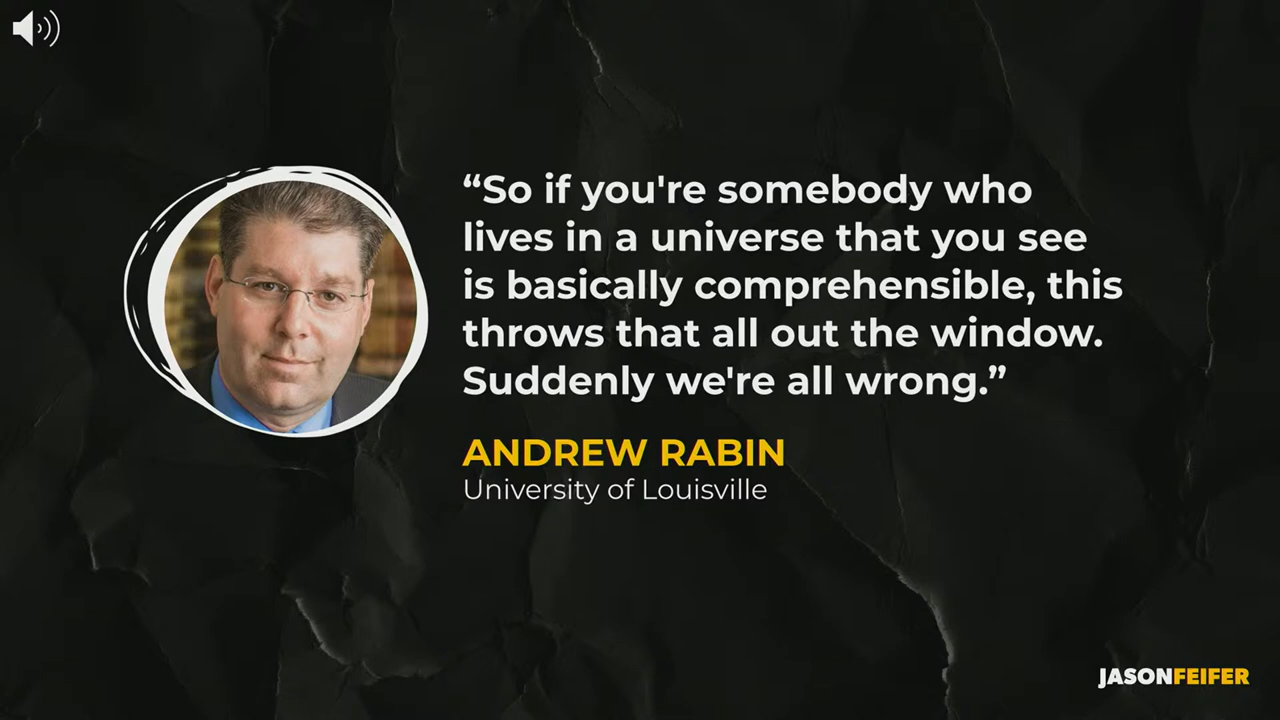 “So if you're somebody who
lives in a universe that you see
is basically comprehensible, this
throws that all out the window.
Suddenly we're all wrong.”
ANDREW RABIN
University of Louisville
JASONFEIFER